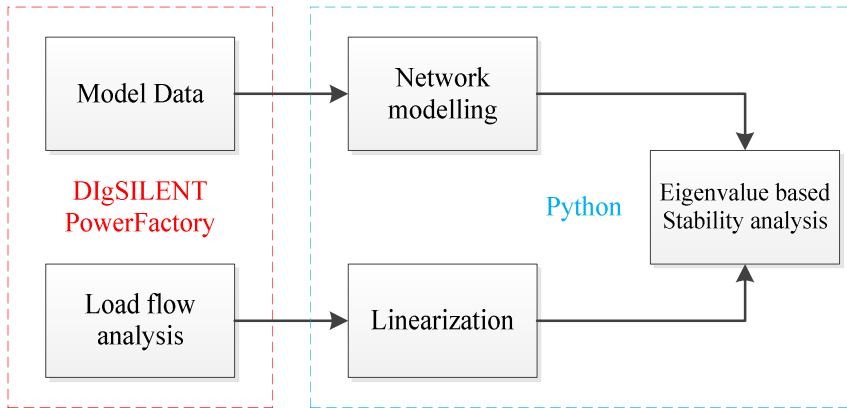 Model Data
Network
modelling
DIgSILENT
PowerFactory
Python
Eigenvalue based
Stability analysis
Load flow
analysis
Linearization